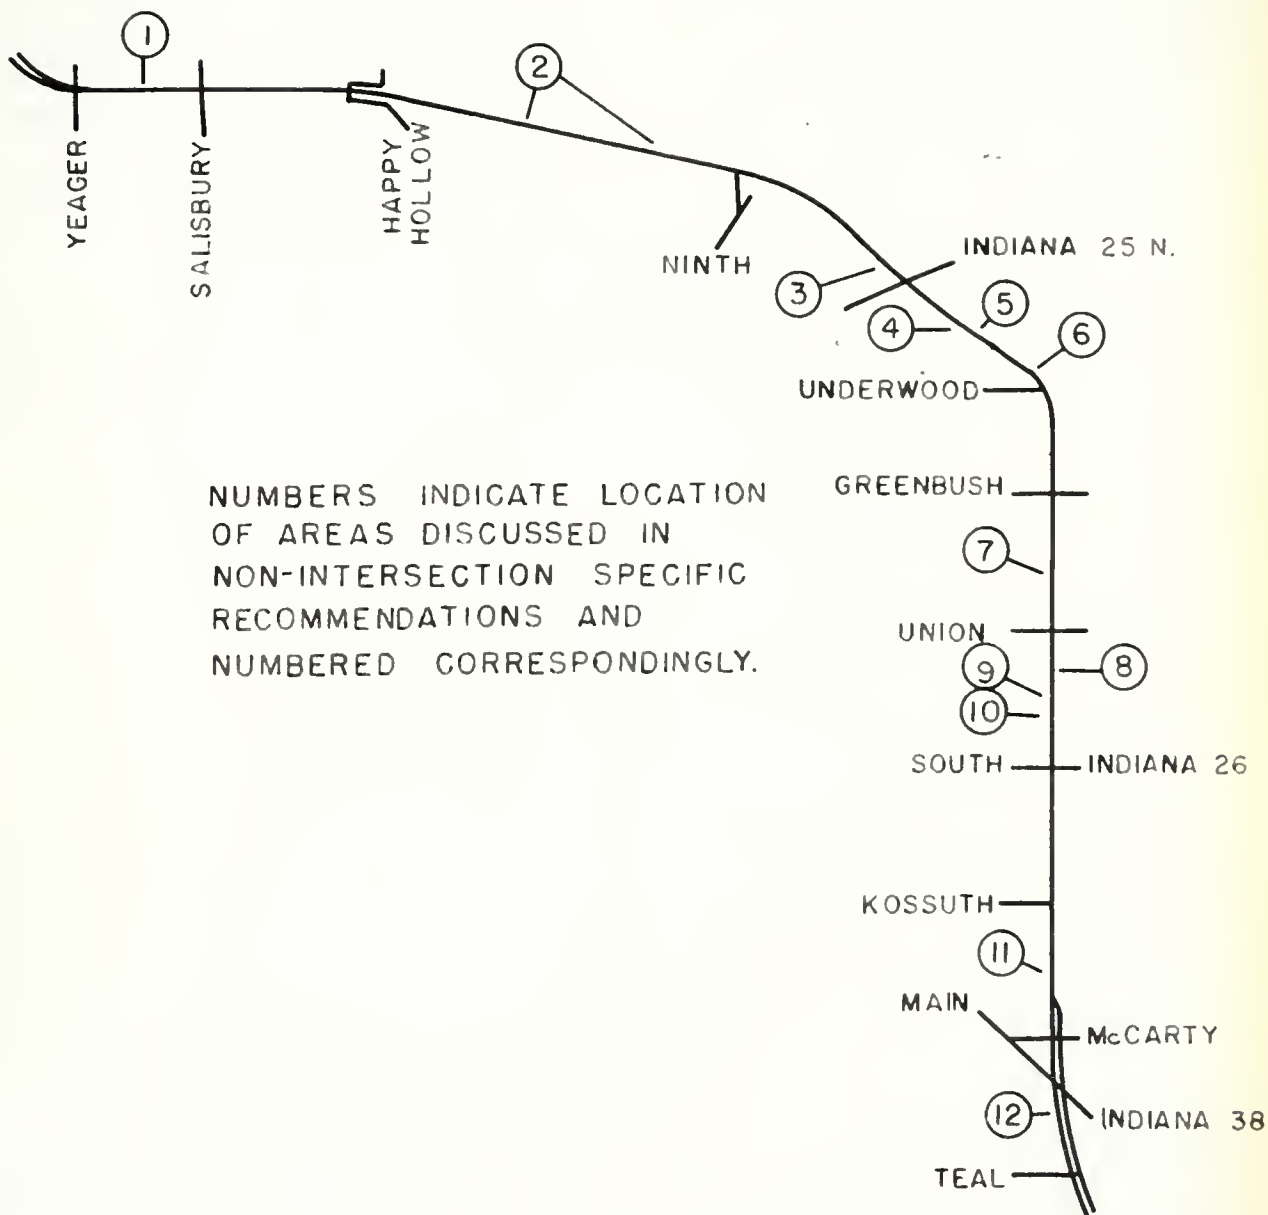 1
2
YEAGER
SALISBURY
HAPPY
HOLLOW
NINTH
INDIANA 25 N.
3
4
5
6
UNDERWOOD
NUMBERS INDICATE LOCATION
OF AREAS DISCUSSED IN
NON-INTERSECTION SPECIFIC
RECOMMENDATIONS AND
NUMBERED CORRESPONDINGLY.
GREENBUSH
7
UNION
8
9
10
SOUTH
INDIANA 26
KOSSUTH
11
MAIN
McCARTY
12
INDIANA 38
TEAL